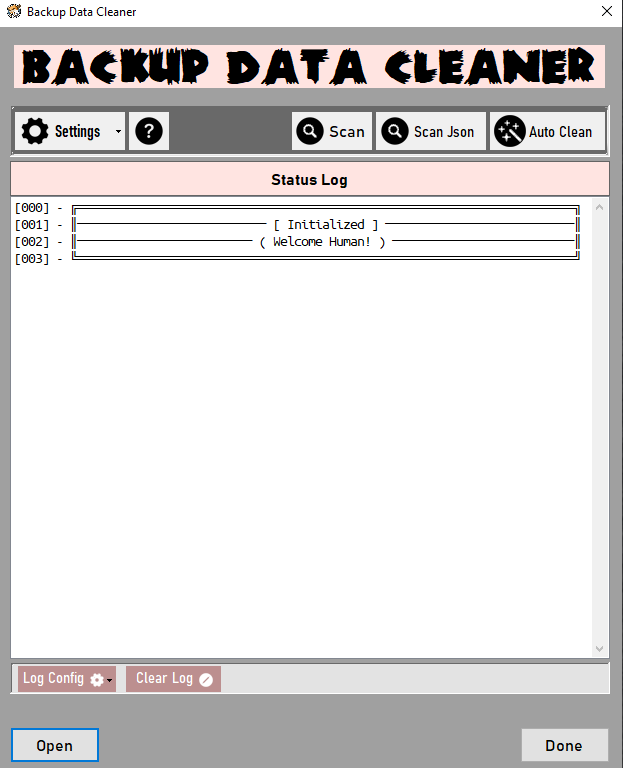 Backup Data Cleaner
BACKUP DATA CLEANER
Settings ? Scan Scan Json Auto Clean
Status Log
[000] -
[001] - [ Initialized ]
[002] - ( Welcome Human! )
[003] -
Log Config Clear Log
Open Done